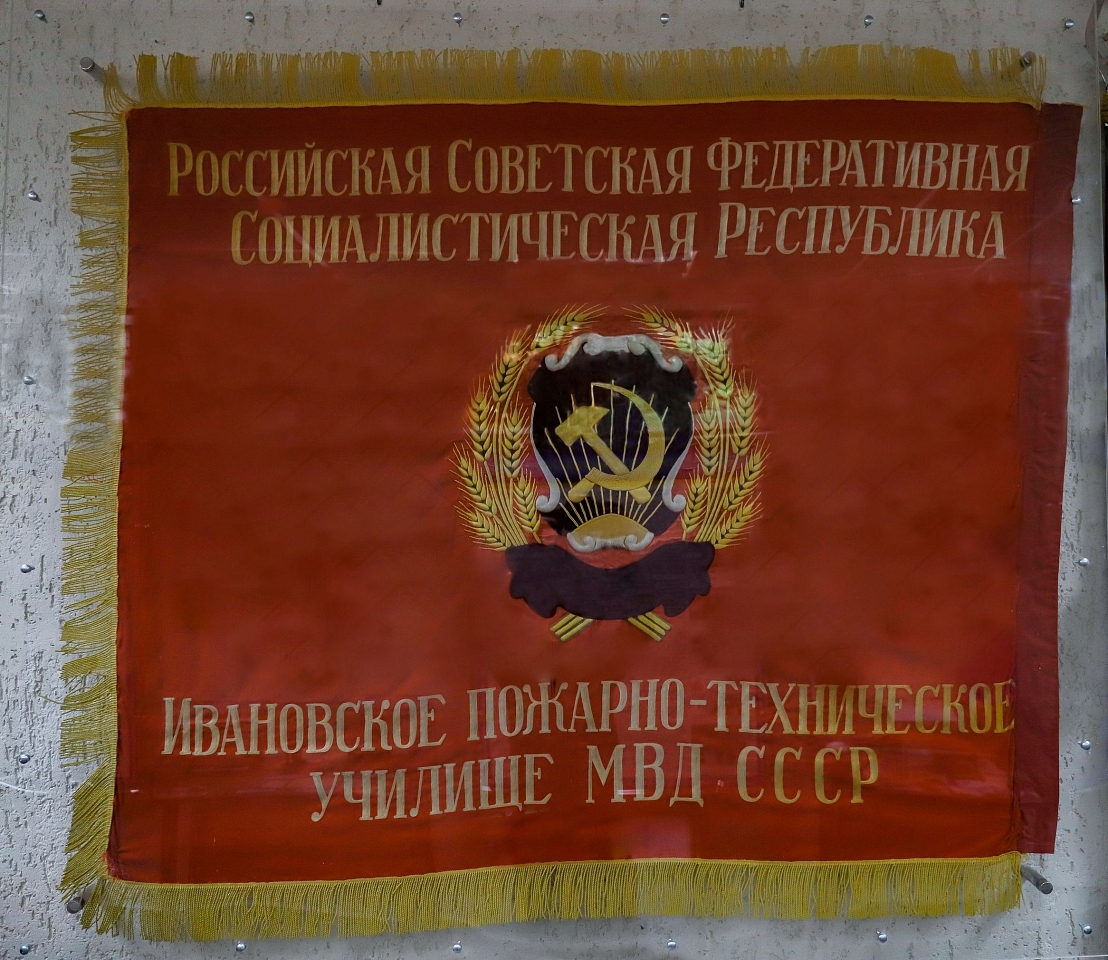 Российская Советская Федеративная
Социалистическая Республика
Ивановское пожарно-техническое
училище МВД СССР